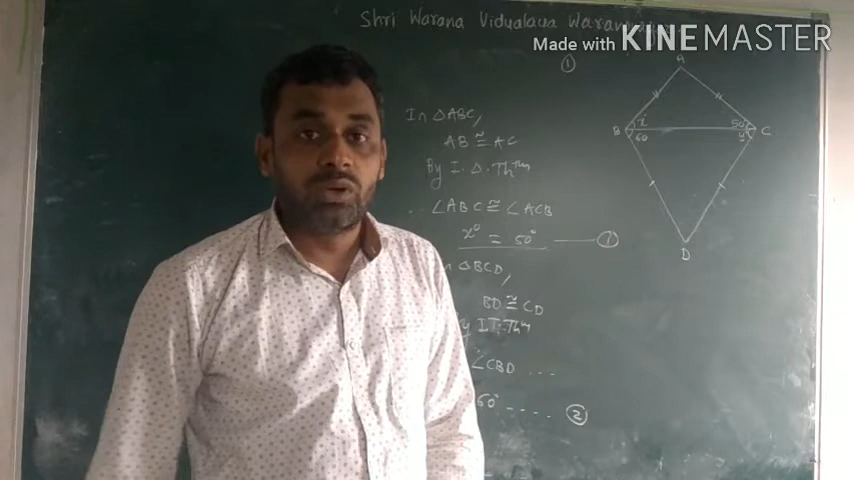 Shri Warana Vidyalaya
Made with KINEMASTER
①
In △ABC,
AB ≅ AC
By I. △. Thm
∴ ∠ABC ≅ ∠ACB
x° = 50° ——— ①
BCD,
BD ≅ CD
∠CBD ....
60° .... ②
A
B x° 50° C
60 y°
D